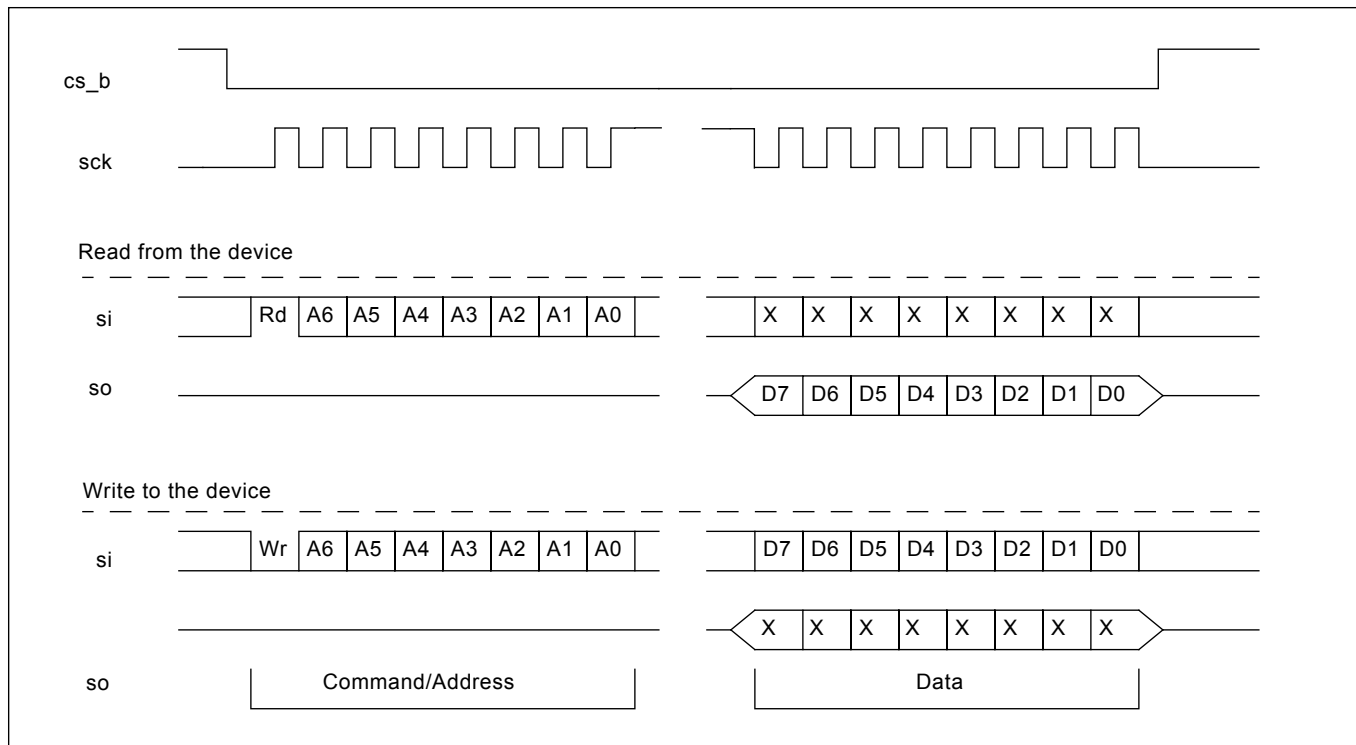 cs_b
sck
Read from the device
si Rd A6 A5 A4 A3 A2 A1 A0 X X X X X X X X
so D7 D6 D5 D4 D3 D2 D1 D0
Write to the device
si Wr A6 A5 A4 A3 A2 A1 A0 D7 D6 D5 D4 D3 D2 D1 D0
X X X X X X X X
so Command/Address Data